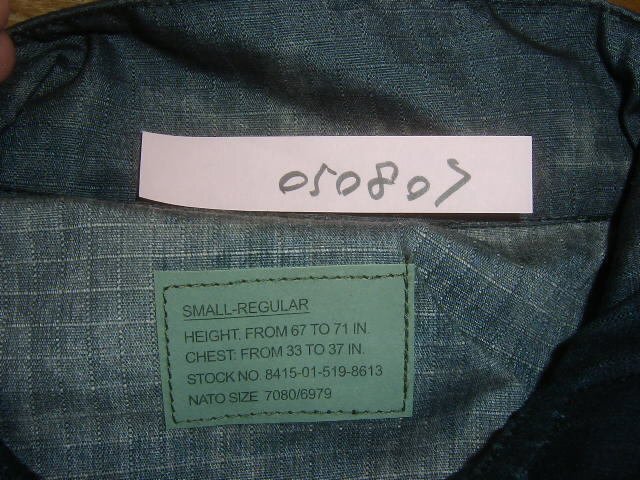 050807
SMALL-REGULAR
HEIGHT. FROM 67 TO 71 IN.
CHEST: FROM 33 TO 37 IN.
STOCK NO. 8415-01-519-8613
NATO SIZE 7080/6979